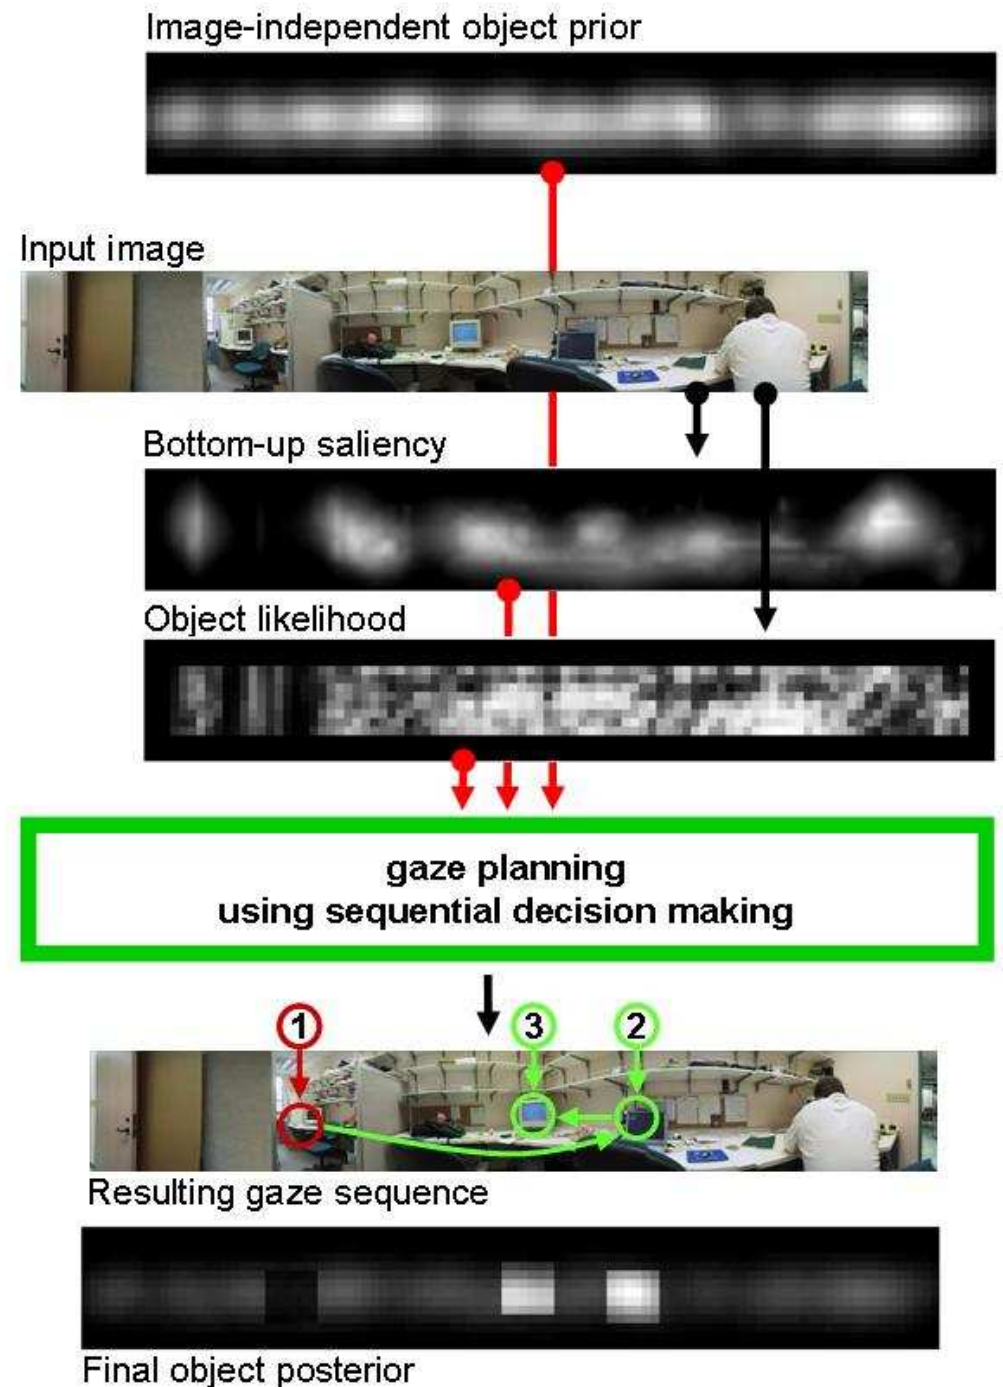 Image-independent object prior
Input image
Bottom-up saliency
Object likelihood
gaze planning
using sequential decision making
1
3
2
Resulting gaze sequence
Final object posterior